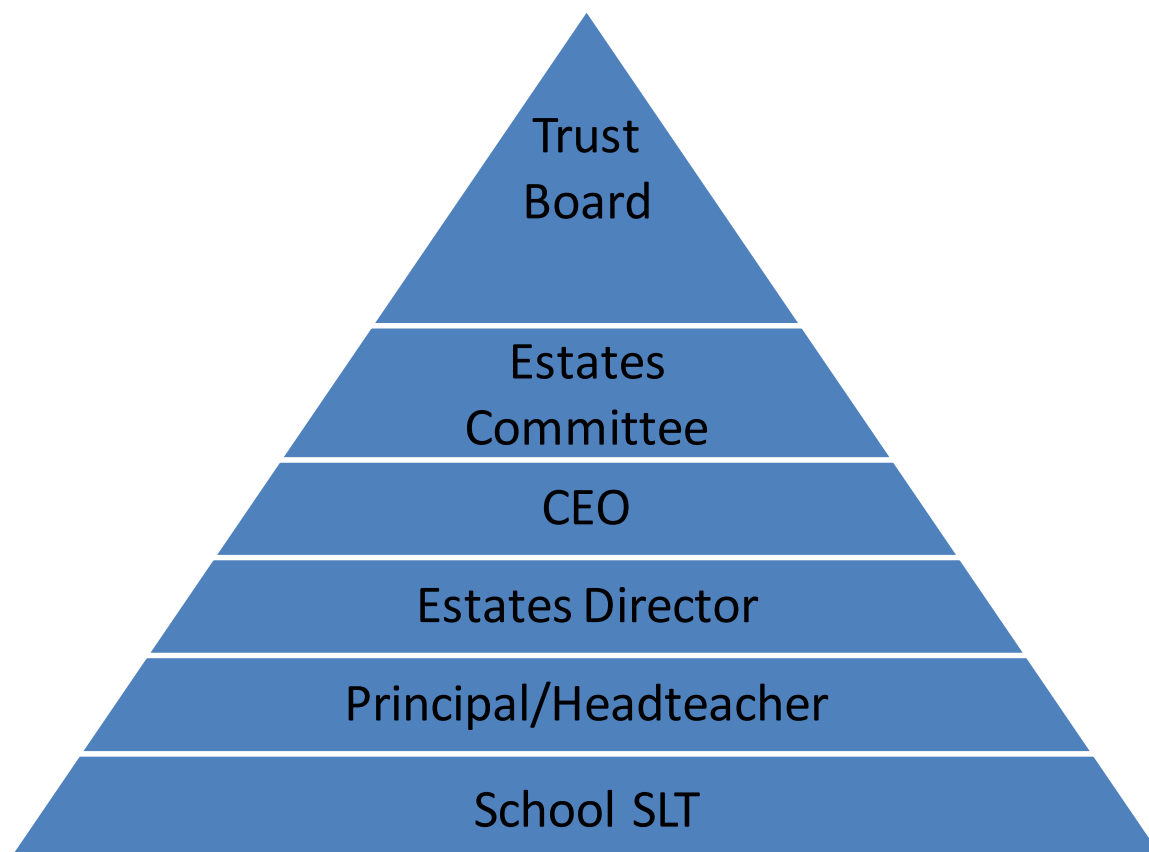 Trust
Board
Estates
Committee
CEO
Estates Director
Principal/Headteacher
School SLT